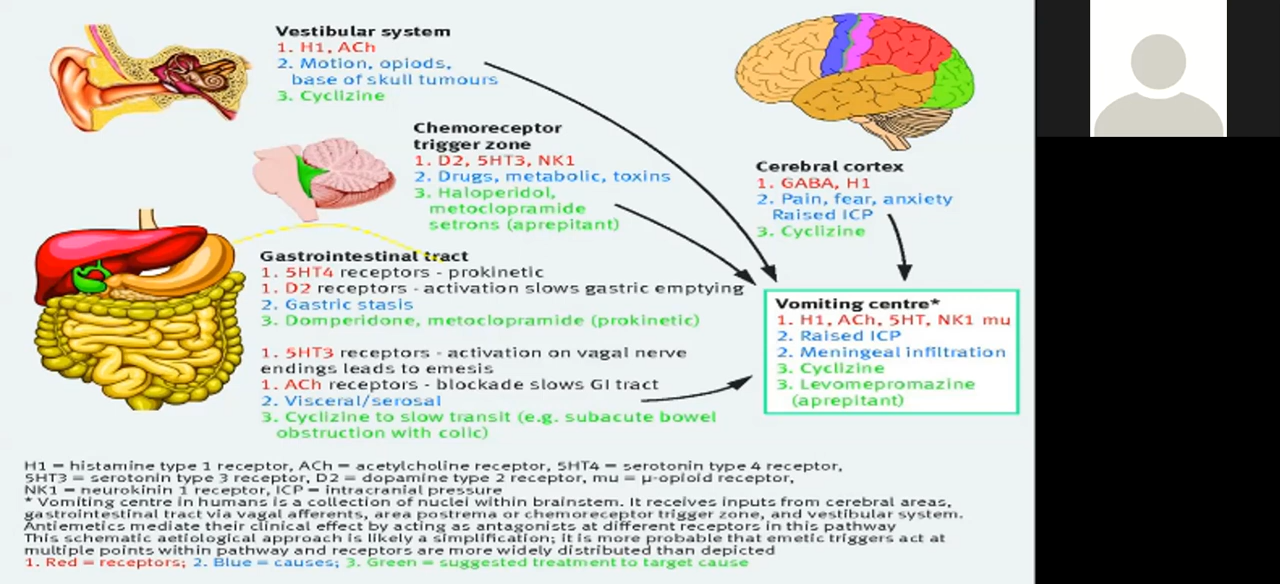 Vestibular system
1. H1, ACh
2. Motion, opiods,
base of skull tumours
3. Cyclizine
Chemoreceptor
trigger zone
1. D2, 5HT3, NK1
2. Drugs, metabolic, toxins
3. Haloperidol,
metoclopramide
setrons (aprepitant)
Cerebral cortex
1. GABA, H1
2. Pain, fear, anxiety
Raised ICP
3. Cyclizine
Gastrointestinal tract
1. 5HT4 receptors - prokinetic
1. D2 receptors - activation slows gastric emptying
2. Gastric stasis
3. Domperidone, metoclopramide (prokinetic)
1. 5HT3 receptors - activation on vagal nerve
endings leads to emesis
1. ACh receptors - blockade slows GI tract
2. Visceral/serosal
3. Cyclizine to slow transit (e.g. subacute bowel
obstruction with colic)
Vomiting centre*
1. H1, ACh, 5HT, NK1 mu
2. Raised ICP
2. Meningeal infiltration
3. Cyclizine
3. Levomepromazine
(aprepitant)
H1 = histamine type 1 receptor, ACh = acetylcholine receptor, 5HT4 = serotonin type 4 receptor,
5HT3 = serotonin type 3 receptor, D2 = dopamine type 2 receptor, mu = µ-opioid receptor,
NK1 = neurokinin 1 receptor, ICP = intracranial pressure
* Vomiting centre in humans is a collection of nuclei within brainstem. It receives inputs from cerebral areas,
gastrointestinal tract via vagal afferents, area postrema or chemoreceptor trigger zone, and vestibular system.
Antiemetics mediate their clinical effect by acting as antagonists at different receptors in this pathway
This schematic aetiological approach is likely a simplification; it is more probable that emetic triggers act at
multiple points within pathway and receptors are more widely distributed than depicted
1. Red = receptors; 2. Blue = causes; 3. Green = suggested treatment to target cause